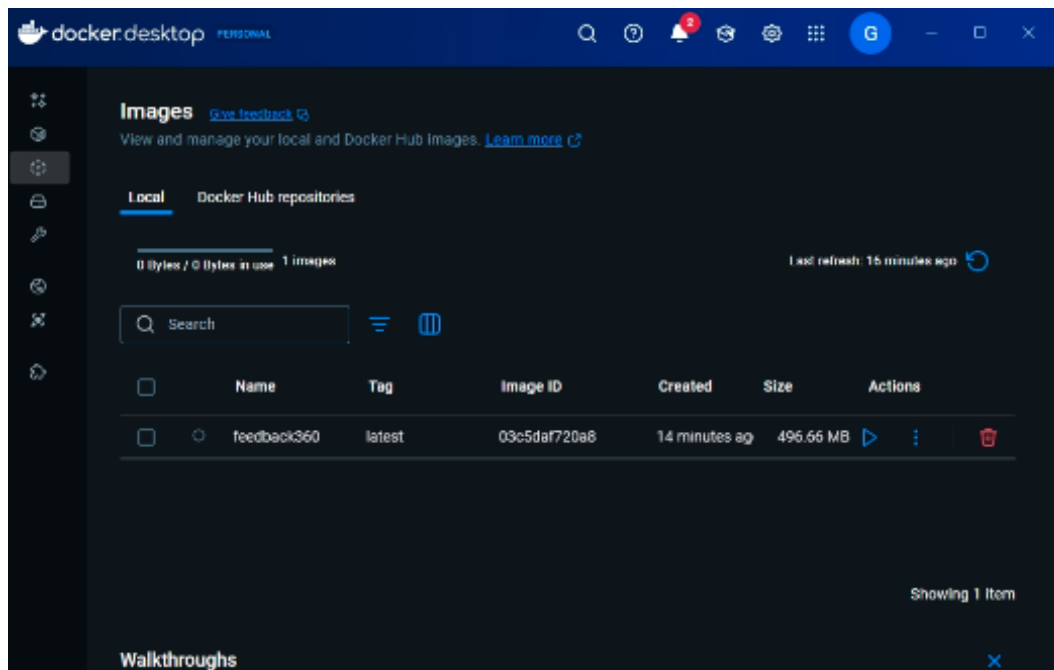 docker desktop PERSONAL 2 G
Images Give feedback
View and manage your local and Docker Hub images. Learn more
Local Docker Hub repositories
0 Bytes / 0 Bytes in use 1 images Last refresh: 16 minutes ago
Search
Name Tag Image ID Created Size Actions
feedback360 latest 03c5daf720a8 14 minutes ag 496.66 MB
Showing 1 item
Walkthroughs